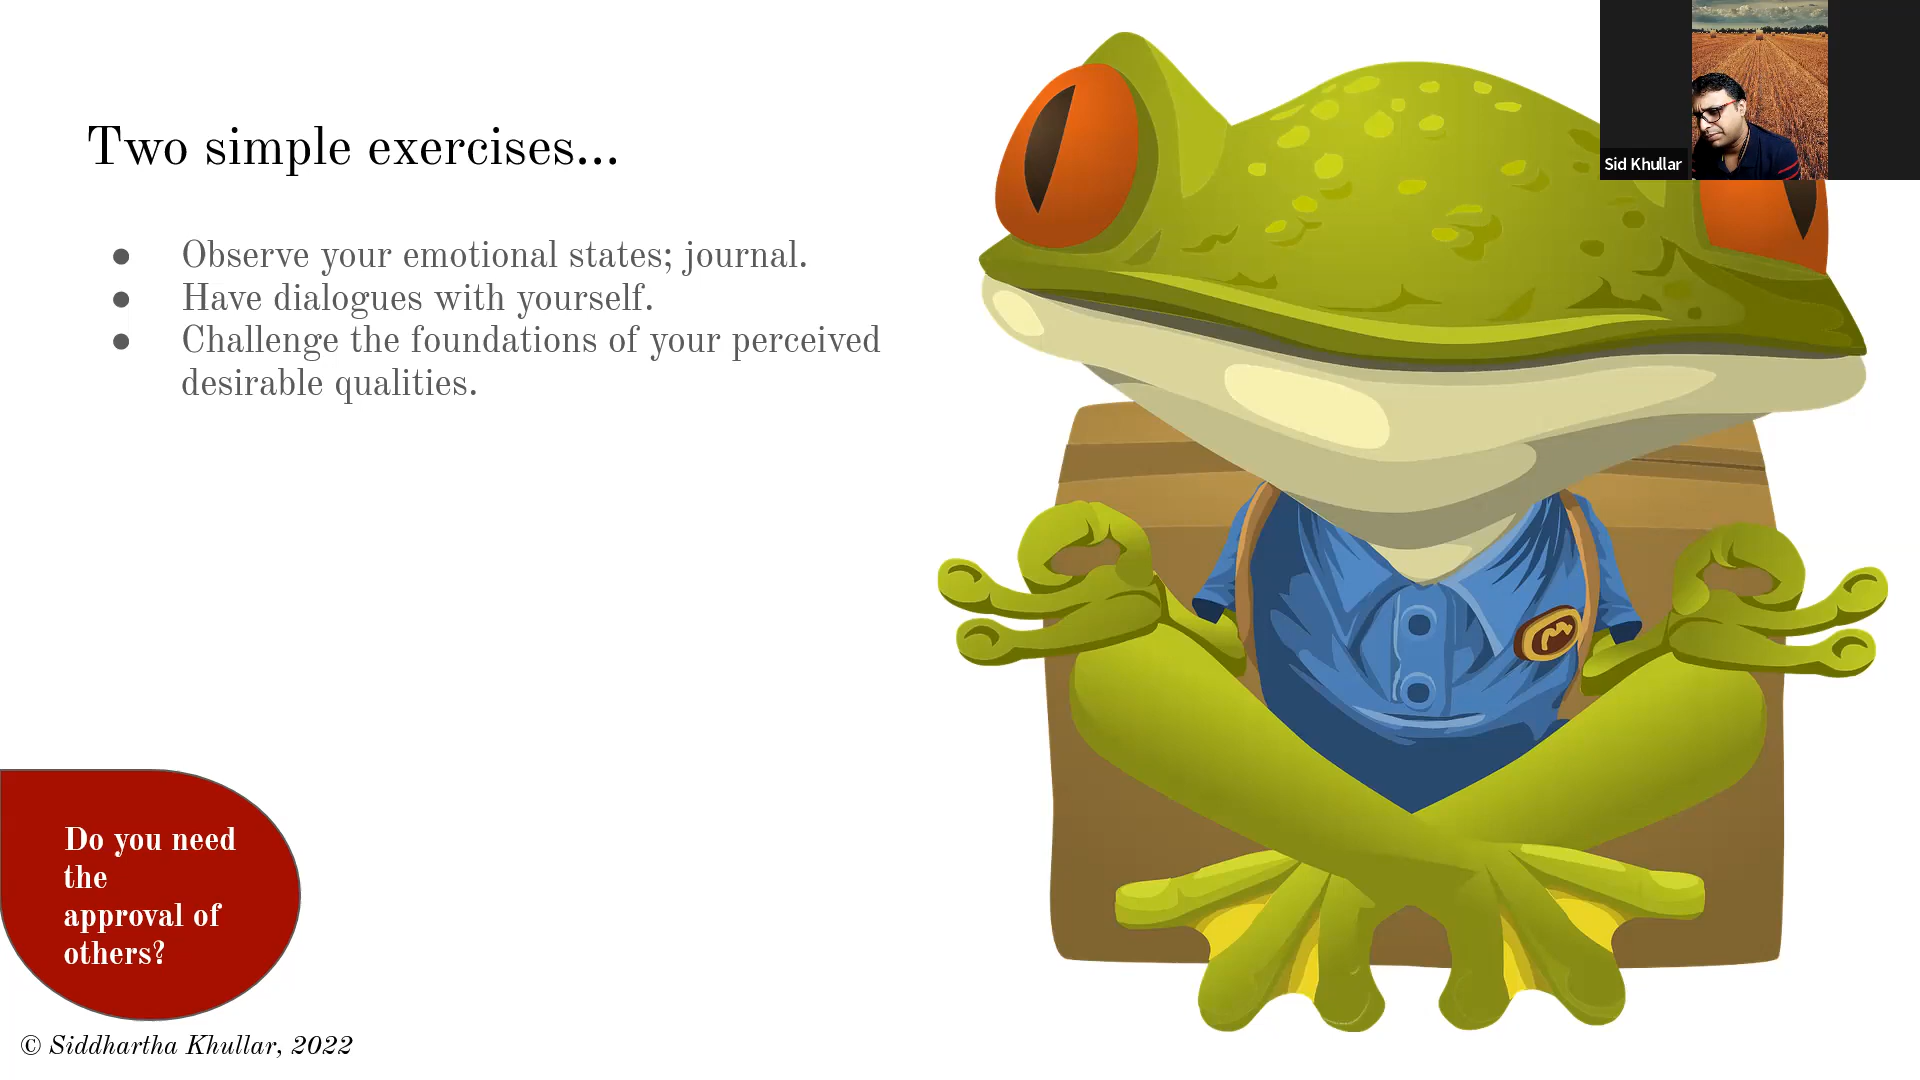 Sid Khullar
Two simple exercises...
● Observe your emotional states; journal.
● Have dialogues with yourself.
● Challenge the foundations of your perceived
desirable qualities.
Do you need
the
approval of
others?
© Siddhartha Khullar, 2022